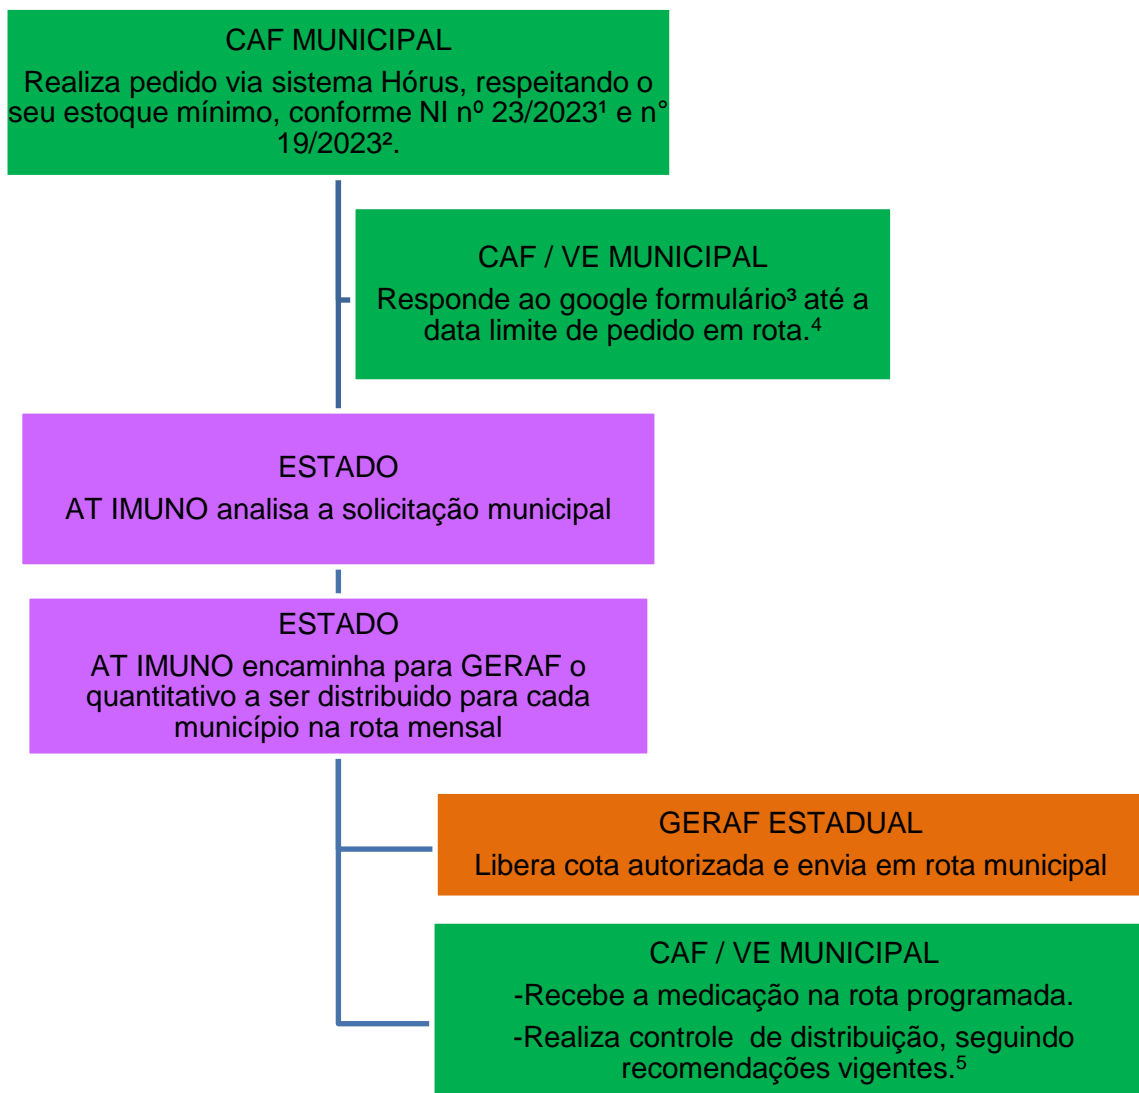 CAF MUNICIPAL
Realiza pedido via sistema Hórus, respeitando o
seu estoque mínimo, conforme NI nº 23/2023¹ e n°
19/2023².
CAF / VE MUNICIPAL
Responde ao google formulário³ até a
data limite de pedido em rota.⁴
ESTADO
AT IMUNO analisa a solicitação municipal
ESTADO
AT IMUNO encaminha para GERAF o
quantitativo a ser distribuido para cada
município na rota mensal
GERAF ESTADUAL
Libera cota autorizada e envia em rota municipal
CAF / VE MUNICIPAL
-Recebe a medicação na rota programada.
-Realiza controle de distribuição, seguindo
recomendações vigentes.⁵